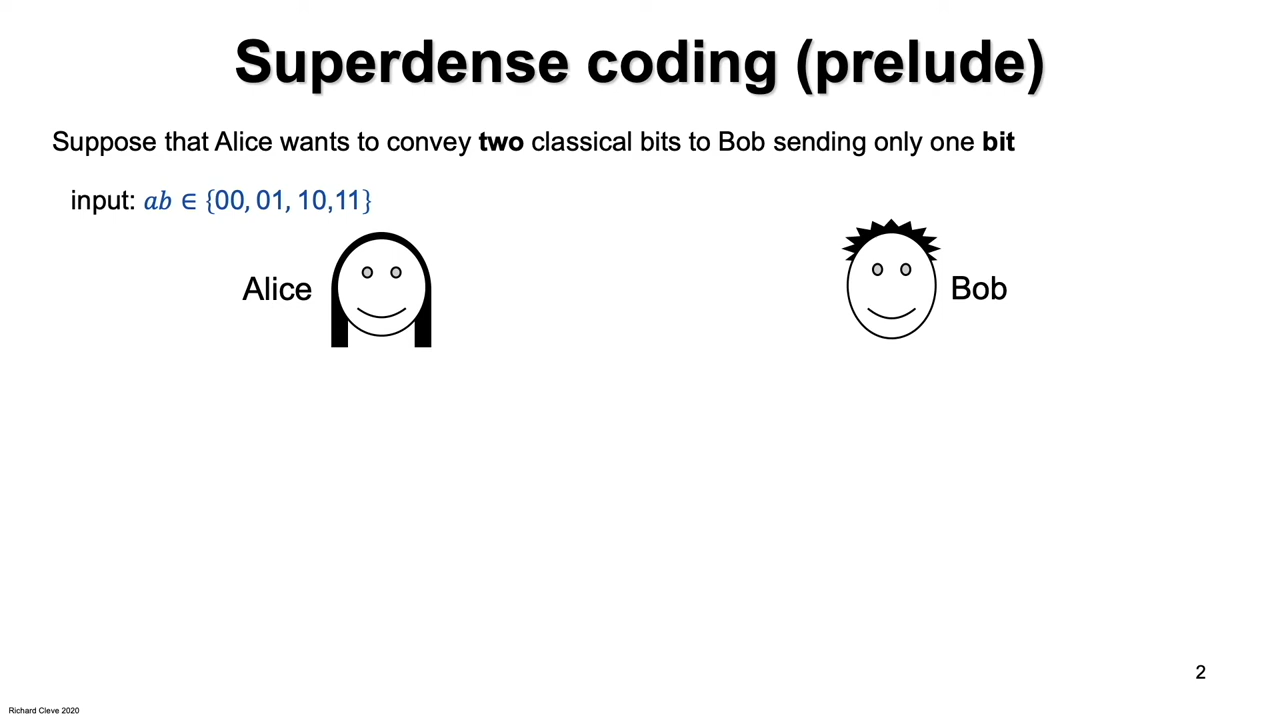 Superdense coding (prelude)
Suppose that Alice wants to convey two classical bits to Bob sending only one bit
input: ab ∈ {00, 01, 10,11}
Alice
Bob
2
Richard Cleve 2020